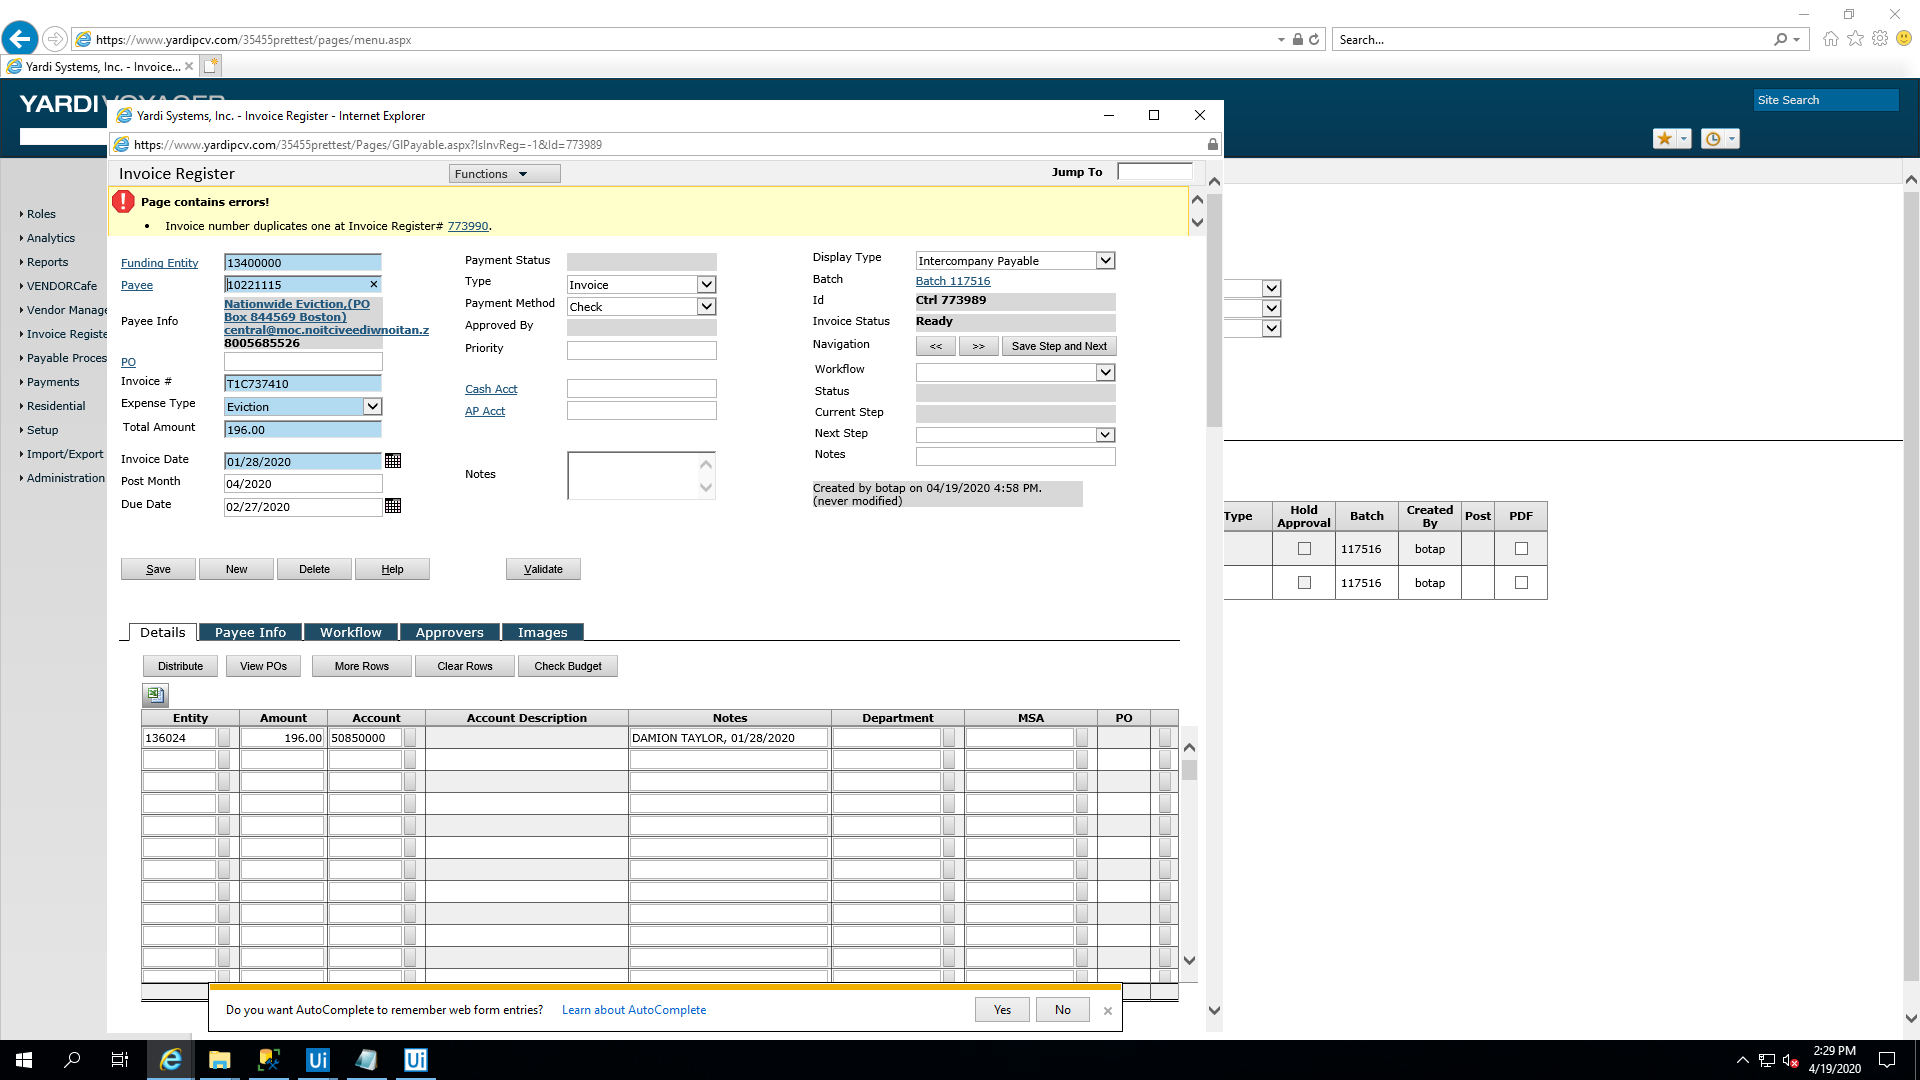 https://www.yardipcv.com/35455prettest/pages/menu.aspx
Search...
Yardi Systems, Inc. - Invoice...
YARDI VOYAGER
Site Search
Yardi Systems, Inc. - Invoice Register - Internet Explorer
https://www.yardipcv.com/35455prettest/Pages/GlPayable.aspx?IsInvReg=-1&Id=773989
Invoice Register
Functions
Jump To
Page contains errors!
• Invoice number duplicates one at Invoice Register# 773990.
Roles
Analytics
Reports
VENDORCafe
Vendor Manage
Invoice Registe
Payable Proces
Payments
Residential
Setup
Import/Export
Administration
Funding Entity 13400000
Payee 10221115
Payee Info
Nationwide Eviction,(PO
Box 844569 Boston)
central@moc.noitciveediwnoitan.z
8005685526
PO
Invoice # T1C737410
Expense Type Eviction
Total Amount 196.00
Invoice Date 01/28/2020
Post Month 04/2020
Due Date 02/27/2020
Payment Status
Type Invoice
Payment Method Check
Approved By
Priority
Cash Acct
AP Acct
Notes
Display Type Intercompany Payable
Batch Batch 117516
Id Ctrl 773989
Invoice Status Ready
Navigation << >> Save Step and Next
Workflow
Status
Current Step
Next Step
Notes
Created by botap on 04/19/2020 4:58 PM.
(never modified)
Save New Delete Help Validate
Details Payee Info Workflow Approvers Images
Distribute View POs More Rows Clear Rows Check Budget
Entity Amount Account Account Description Notes Department MSA PO
136024 196.00 50850000 DAMION TAYLOR, 01/28/2020
Type Hold Approval Batch Created By Post PDF
117516 botap
117516 botap
Do you want AutoComplete to remember web form entries? Learn about AutoComplete Yes No
Ui
Ui
2:29 PM
4/19/2020